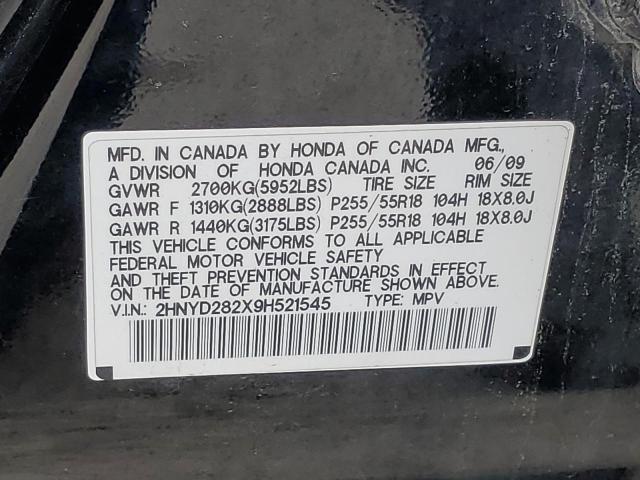 MFD. IN CANADA BY HONDA OF CANADA MFG.,
A DIVISION OF HONDA CANADA INC. 06/09
GVWR 2700KG(5952LBS) TIRE SIZE RIM SIZE
GAWR F 1310KG(2888LBS) P255/55R18 104H 18X8.0J
GAWR R 1440KG(3175LBS) P255/55R18 104H 18X8.0J
THIS VEHICLE CONFORMS TO ALL APPLICABLE
FEDERAL MOTOR VEHICLE SAFETY
AND THEFT PREVENTION STANDARDS IN EFFECT
ON THE DATE OF MANUFACTURE SHOWN ABOVE.
V.I.N.: 2HNYD282X9H521545 TYPE: MPV